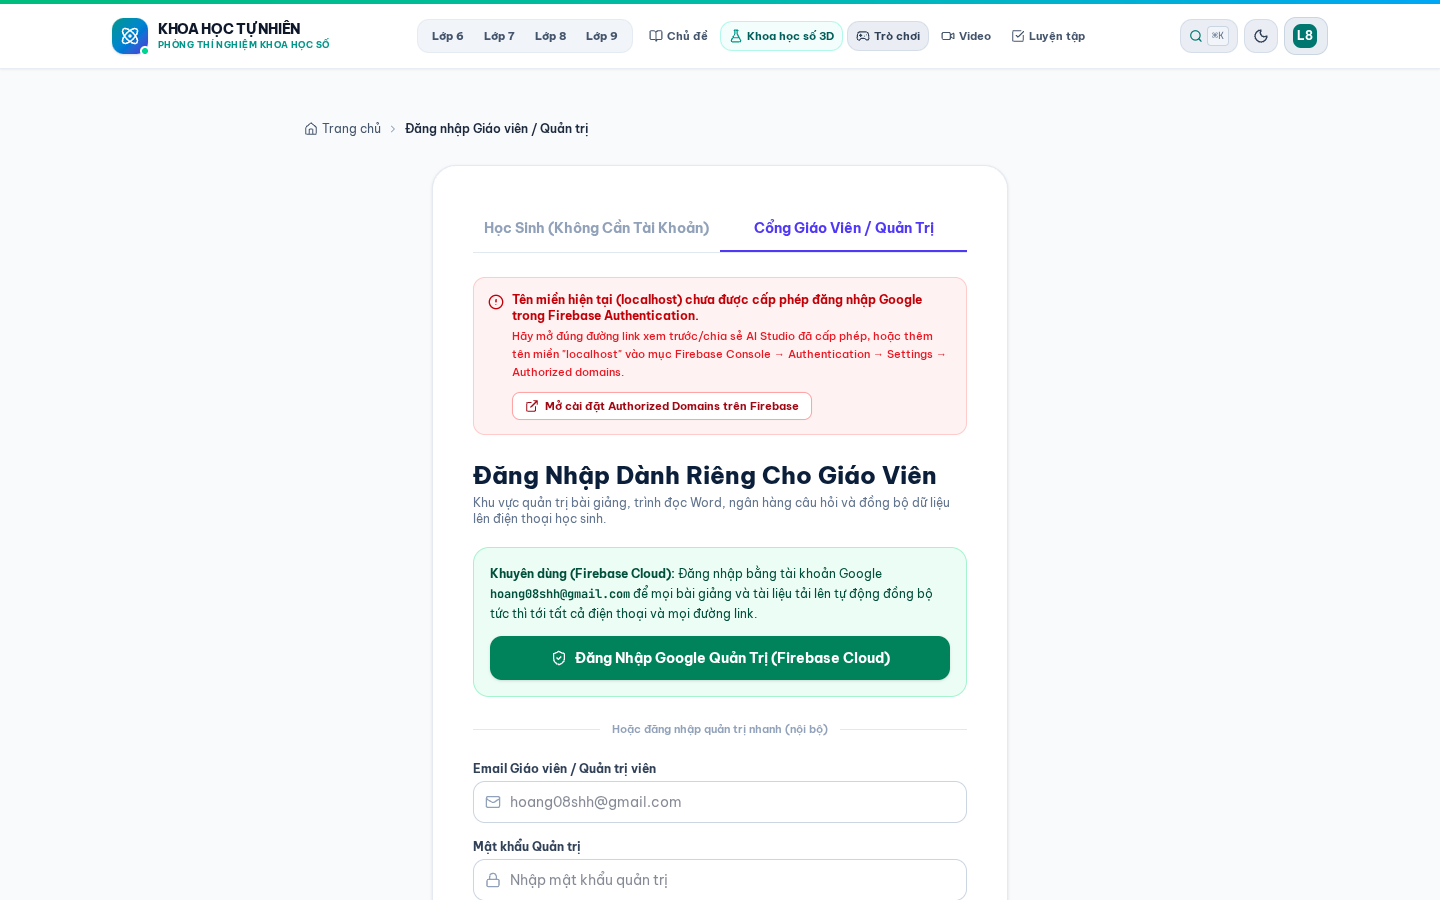 KHOA HỌC TỰ NHIÊN
PHÒNG THÍ NGHIỆM KHOA HỌC SỐ
Lớp 6
Lớp 7
Lớp 8
Lớp 9
Chủ đề
Khoa học số 3D
Trò chơi
Video
Luyện tập
⌘K
L8
Trang chủ
Đăng nhập Giáo viên / Quản trị
Học Sinh (Không Cần Tài Khoản)
Cổng Giáo Viên / Quản Trị
Tên miền hiện tại (localhost) chưa được cấp phép đăng nhập Google
trong Firebase Authentication.
Hãy mở đúng đường link xem trước/chia sẻ AI Studio đã cấp phép, hoặc thêm
tên miền "localhost" vào mục Firebase Console → Authentication → Settings →
Authorized domains.
Mở cài đặt Authorized Domains trên Firebase
Đăng Nhập Dành Riêng Cho Giáo Viên
Khu vực quản trị bài giảng, trình đọc Word, ngân hàng câu hỏi và đồng bộ dữ liệu
lên điện thoại học sinh.
Khuyên dùng (Firebase Cloud): Đăng nhập bằng tài khoản Google
hoang08shh@gmail.com để mọi bài giảng và tài liệu tải lên tự động đồng bộ
tức thì tới tất cả điện thoại và mọi đường link.
Đăng Nhập Google Quản Trị (Firebase Cloud)
Hoặc đăng nhập quản trị nhanh (nội bộ)
Email Giáo viên / Quản trị viên
hoang08shh@gmail.com
Mật khẩu Quản trị
Nhập mật khẩu quản trị